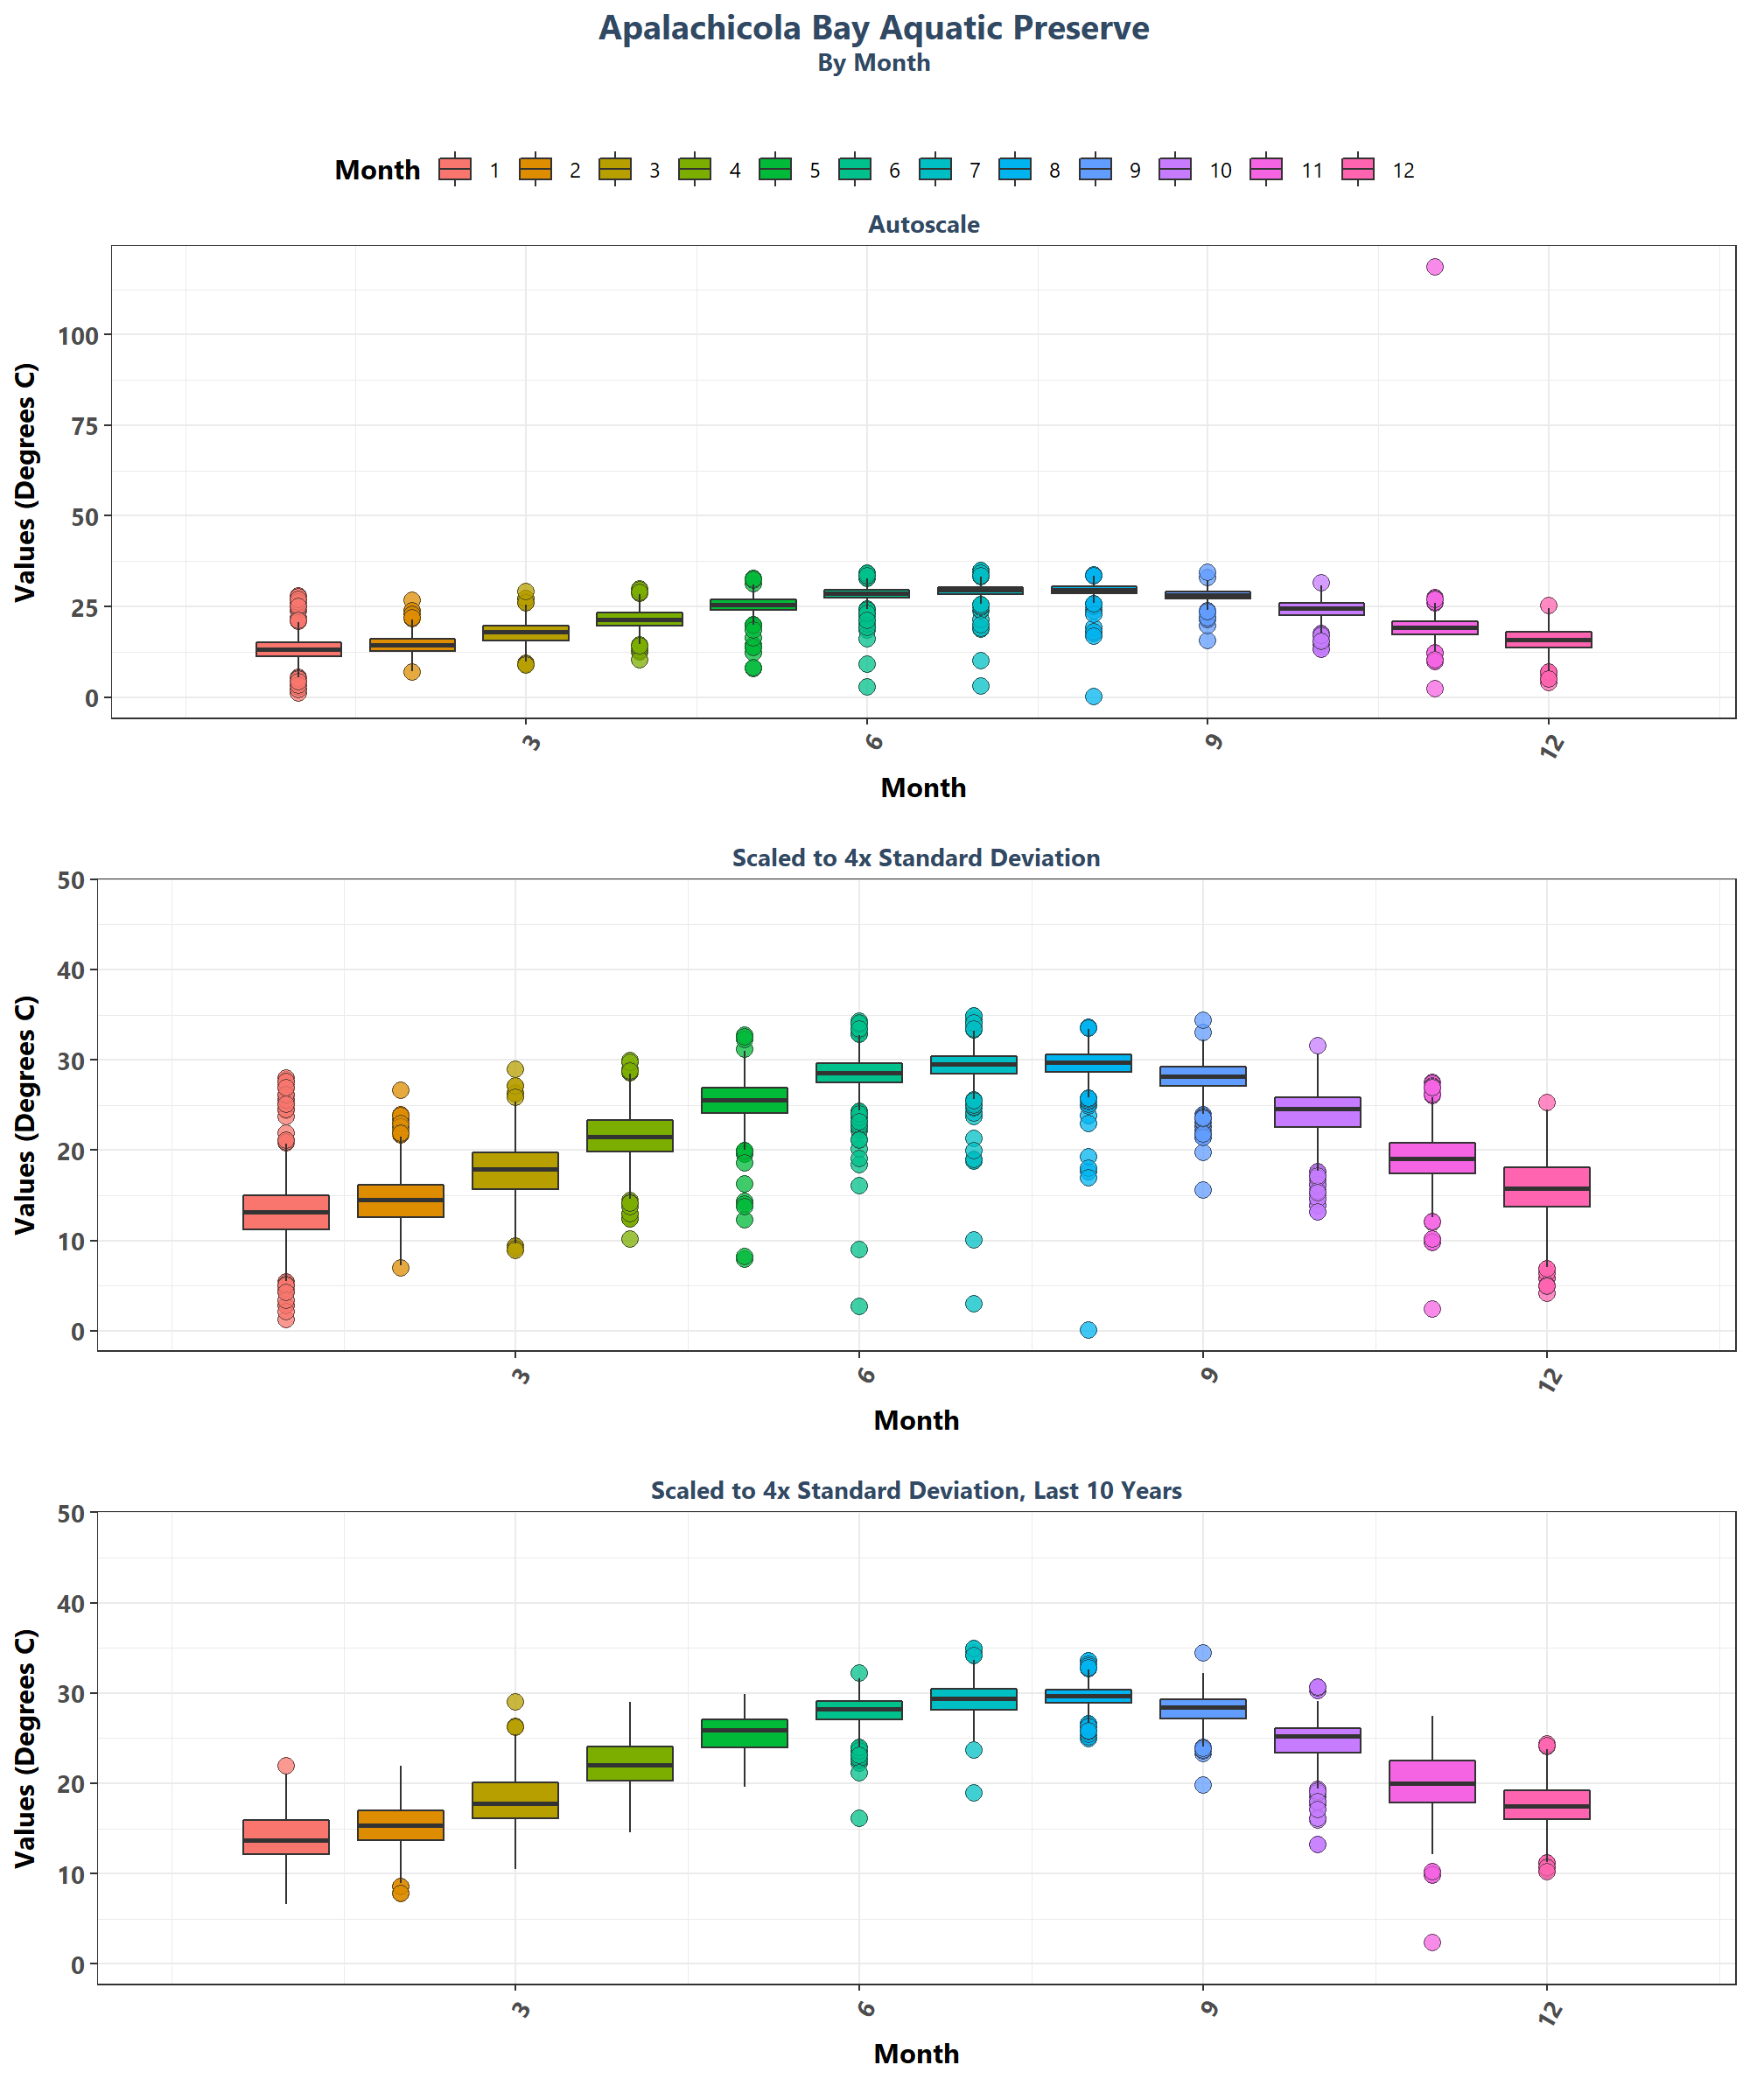 Apalachicola Bay Aquatic Preserve
By Month
Month 1 2 3 4 5 6 7 8 9 10 11 12
Autoscale
Values (Degrees C)
100
75
50
25
0
3 6 9 12
Month
Scaled to 4x Standard Deviation
Values (Degrees C)
50
40
30
20
10
0
3 6 9 12
Month
Scaled to 4x Standard Deviation, Last 10 Years
Values (Degrees C)
50
40
30
20
10
0
3 6 9 12
Month